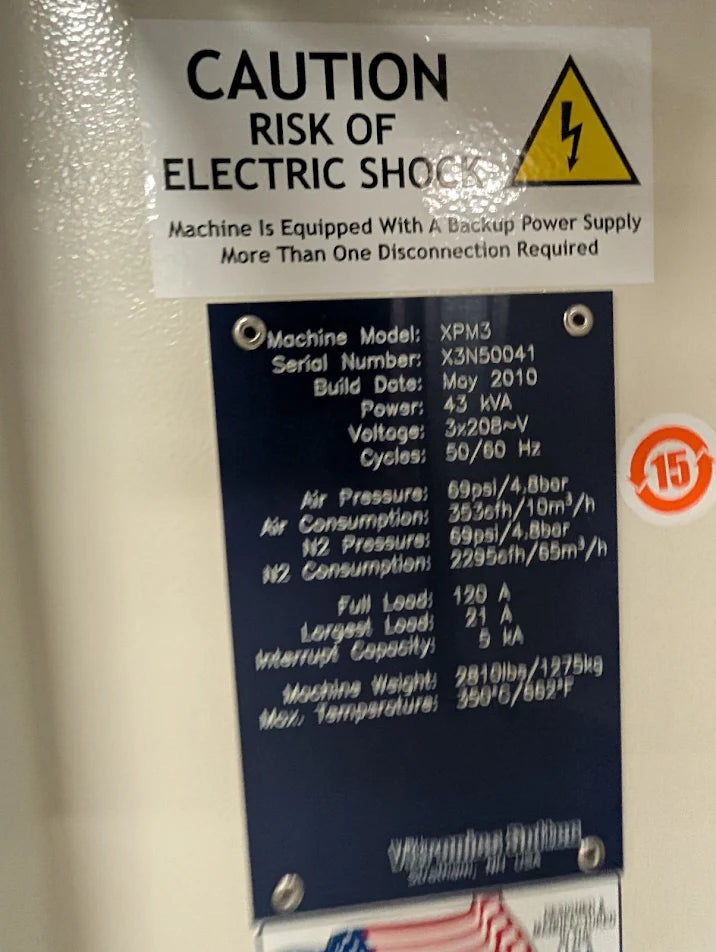 CAUTION
RISK OF
ELECTRIC SHOCK
Machine Is Equipped With A Backup Power Supply
More Than One Disconnection Required
Machine Model: XPM3
Serial Number: X3N50041
Build Date: May 2010
Power: 43 kVA
Voltage: 3x208~V
Cycles: 50/60 Hz
Air Pressure: 69psi/4,8bar
Air Consumption: 353cfh/10m³/h
N2 Pressure: 69psi/4,8bar
N2 Consumption: 2295cfh/65m³/h
Full Load: 120 A
Largest Load: 21 A
Interrupt Capacity: 5 kA
Machine Weight: 2810lbs/1275kg
Max. Temperature: 350°C/662°F
15